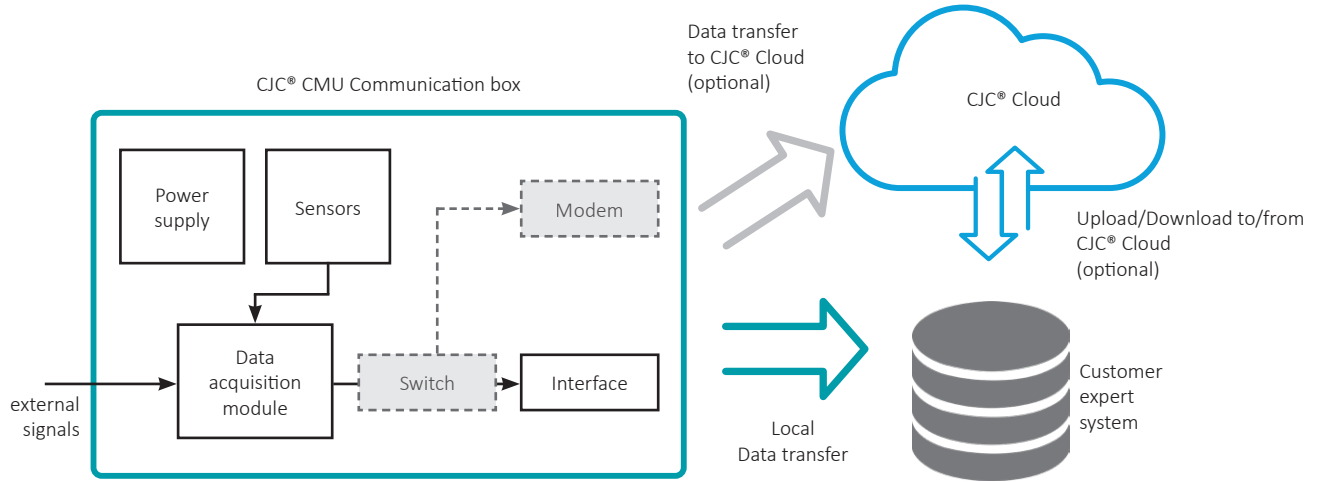 CJC® CMU Communication box
Power
supply
Sensors
Modem
Data
acquisition
module
Switch
Interface
external
signals
Data transfer
to CJC® Cloud
(optional)
CJC® Cloud
Upload/Download to/from
CJC® Cloud
(optional)
Local
Data transfer
Customer
expert
system